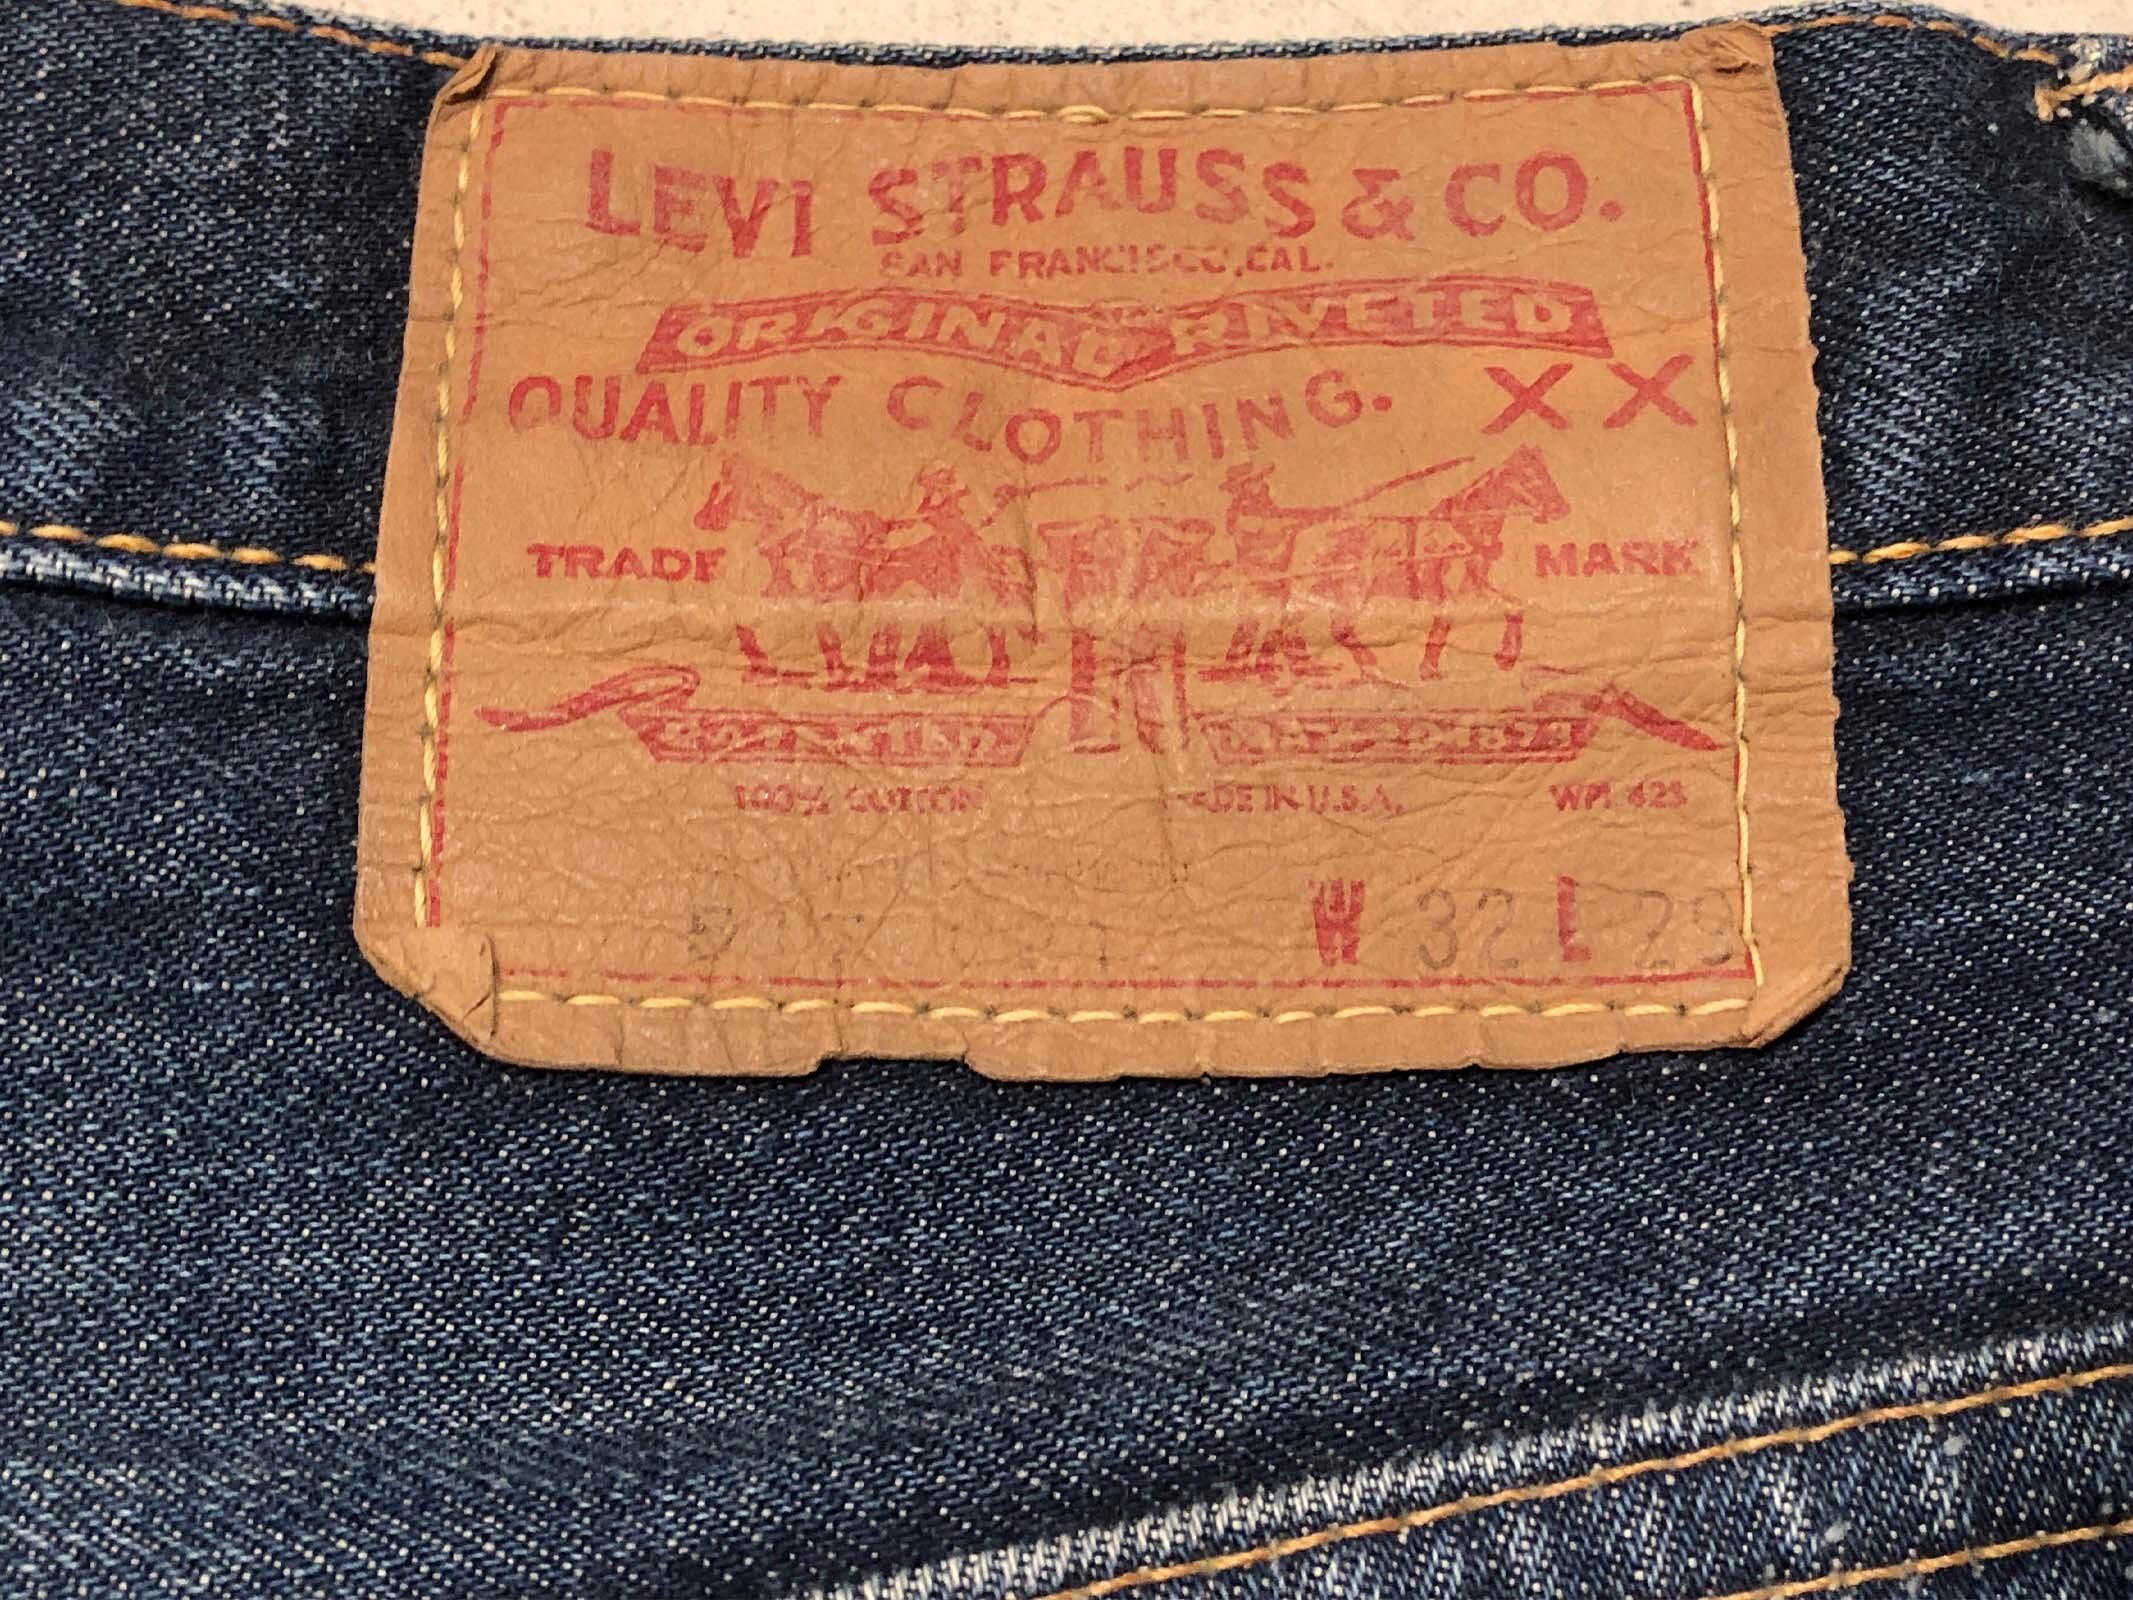 LEVI STRAUSS & CO.
SAN FRANCISCO, CAL.
ORIGINAL RIVETED
QUALITY CLOTHING. XX
TRADE MARK
100% COTTON MADE IN U.S.A. WPL 423
W 32 L 29